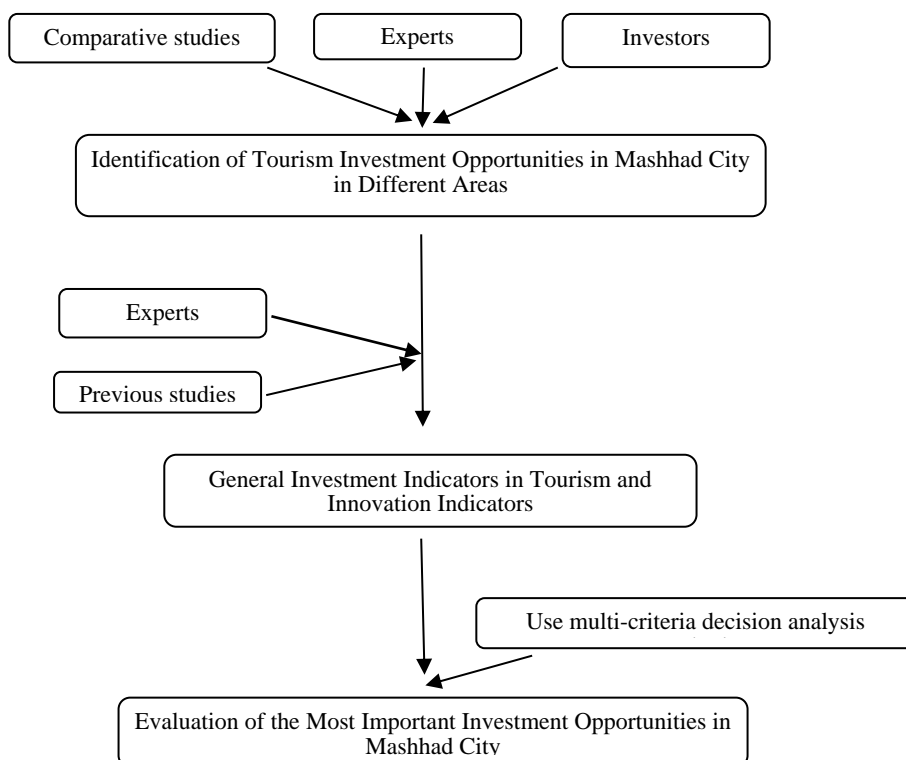 Comparative studies
Experts
Investors
Identification of Tourism Investment Opportunities in Mashhad City
in Different Areas
Experts
Previous studies
General Investment Indicators in Tourism and
Innovation Indicators
Use multi-criteria decision analysis
Evaluation of the Most Important Investment Opportunities in
Mashhad City